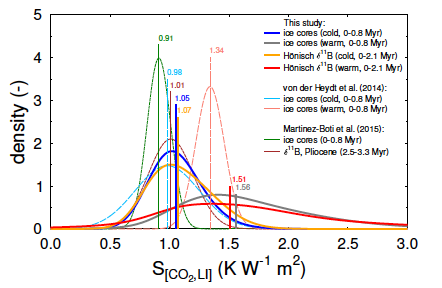 density (-)
5
4
3
2
1
0
0.91
0.98
1.01
1.05
1.07
1.34
1.51
1.56
This study:
ice cores (cold, 0-0.8 Myr)
ice cores (warm, 0-0.8 Myr)
Hönisch δ¹¹B (cold, 0-2.1 Myr)
Hönisch δ¹¹B (warm, 0-2.1 Myr)
von der Heydt et al. (2014):
ice cores (cold, 0-0.8 Myr)
ice cores (warm, 0-0.8 Myr)
Martinez-Boti et al. (2015):
ice cores (0-0.8 Myr)
δ¹¹B, Pliocene (2.5-3.3 Myr)
0.0 0.5 1.0 1.5 2.0 2.5 3.0
S[CO₂,LI] (K W⁻¹ m²)